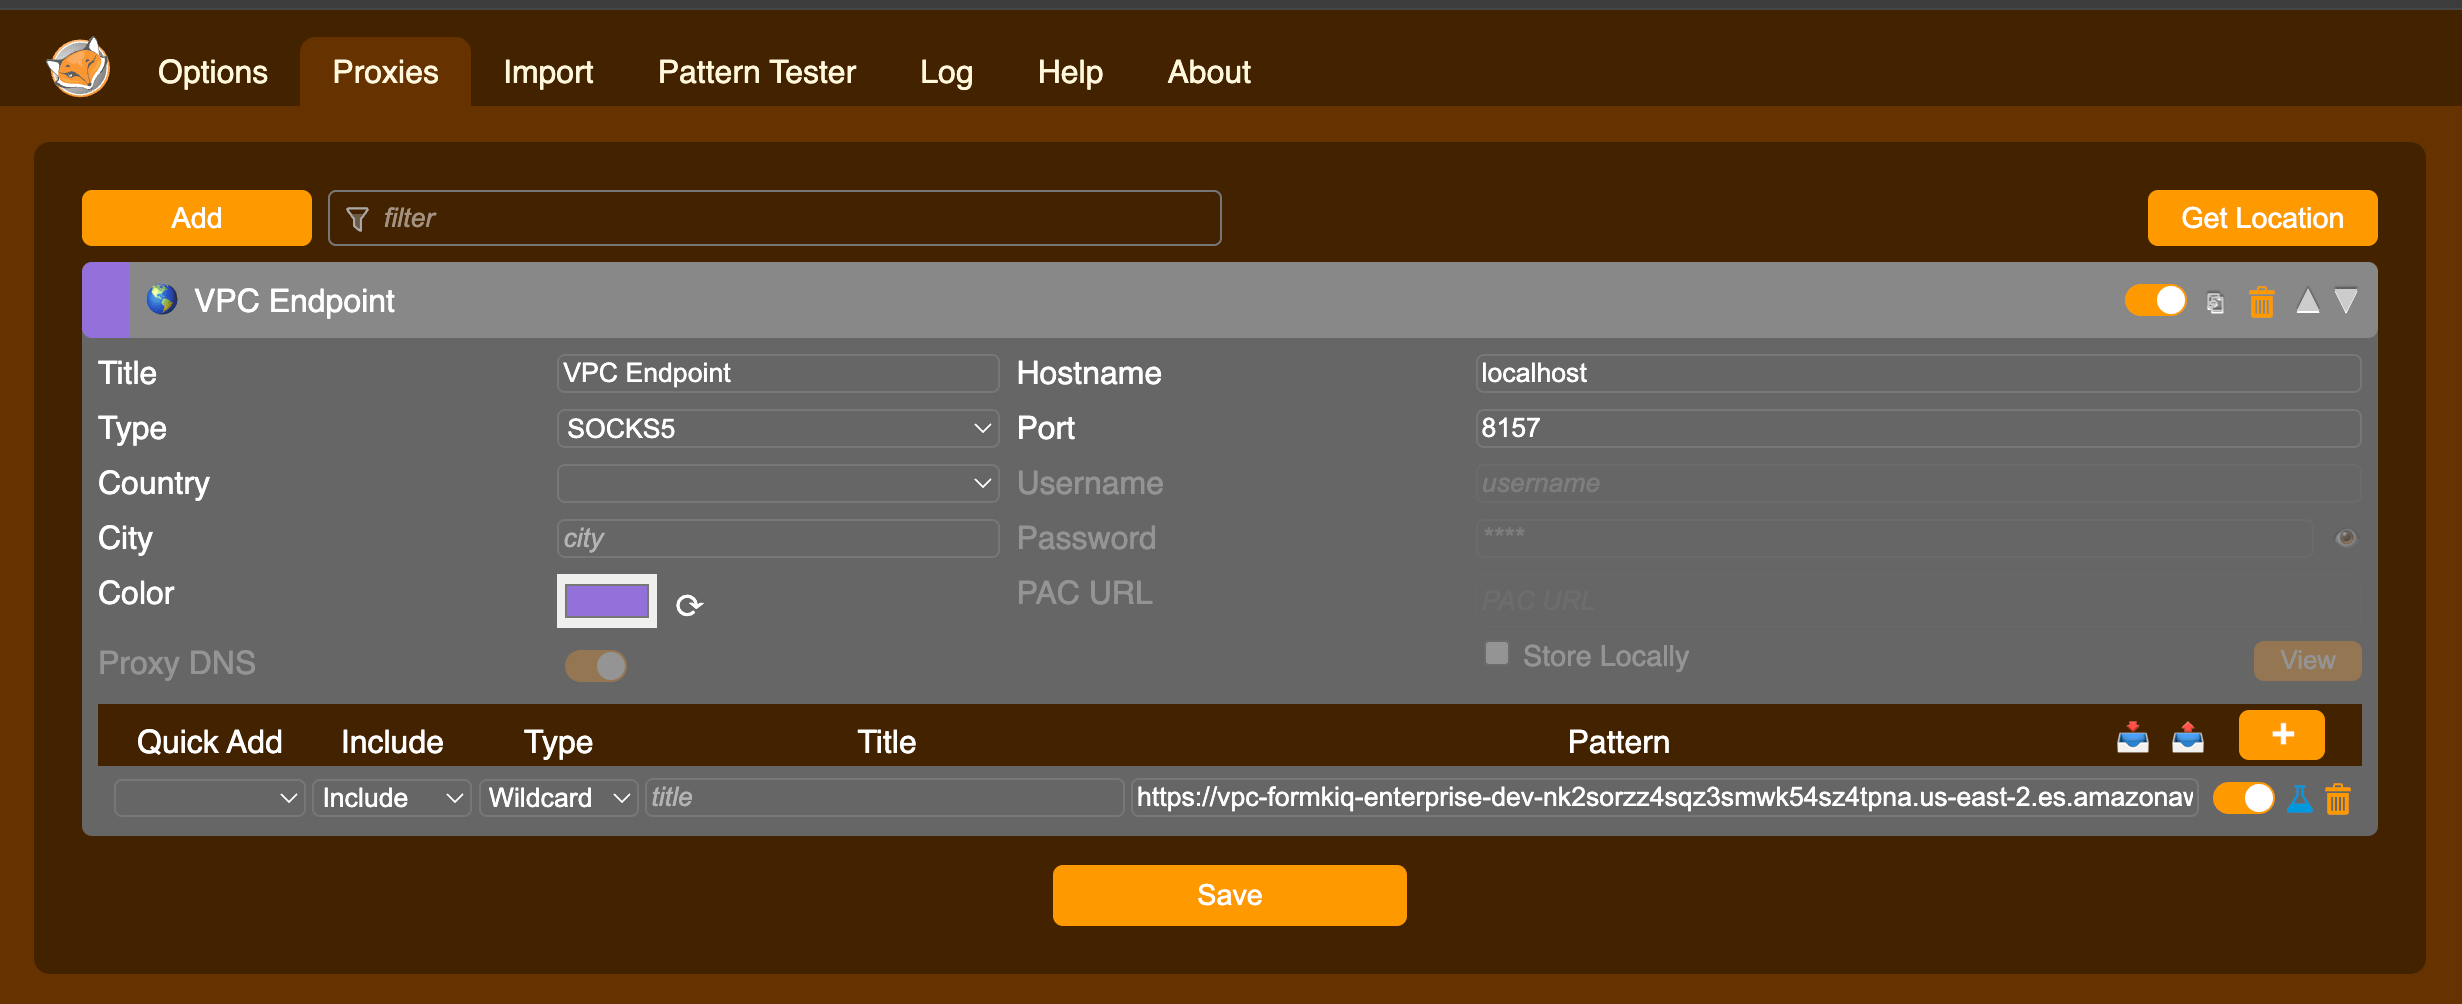 Options Proxies Import Pattern Tester Log Help About
Add filter Get Location
VPC Endpoint
Title VPC Endpoint Hostname localhost
Type SOCKS5 Port 8157
Country Username username
City city Password ****
Color PAC URL PAC URL
Proxy DNS Store Locally View
Quick Add Include Type Title Pattern +
Include Wildcard title https://vpc-formkiq-enterprise-dev-nk2sorzz4sqz3smwk54sz4tpna.us-east-2.es.amazonaw
Save